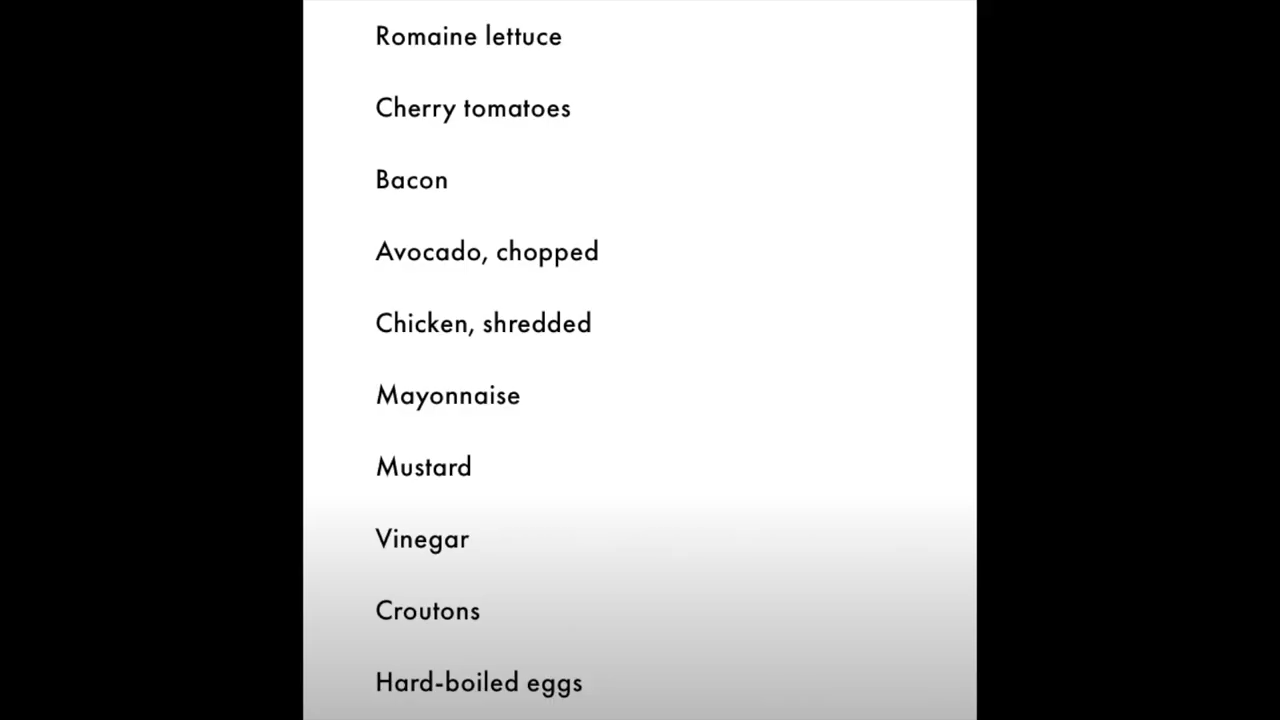 Romaine lettuce
Cherry tomatoes
Bacon
Avocado, chopped
Chicken, shredded
Mayonnaise
Mustard
Vinegar
Croutons
Hard-boiled eggs